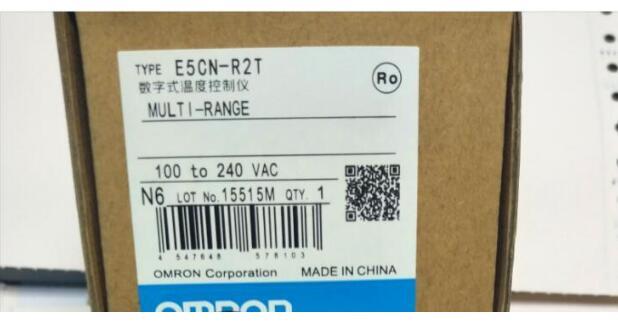 TYPE E5CN-R2T
Ro
数字式温度控制仪
MULTI-RANGE
100 to 240 VAC
N6 LOT No. 15515M QTY. 1
4 547648 578103
OMRON Corporation MADE IN CHINA
OMRON